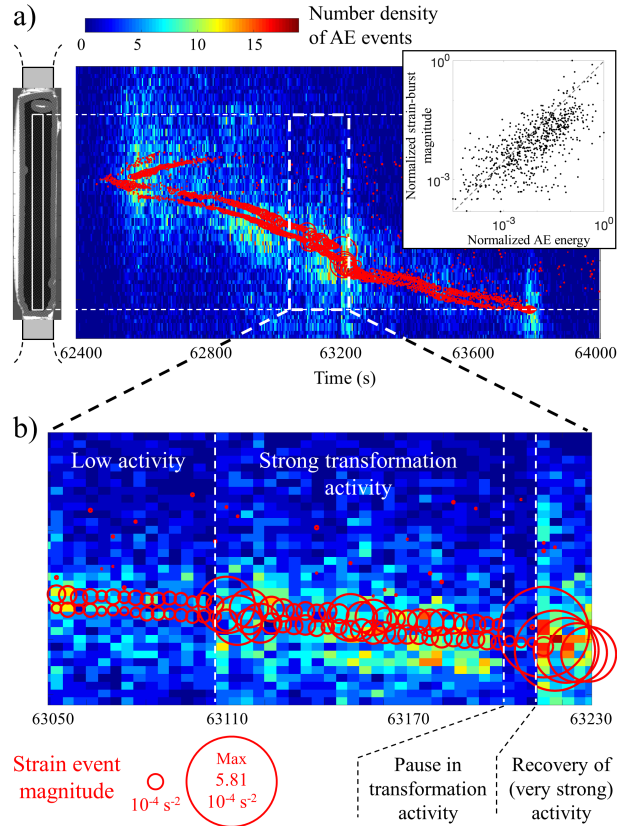 a)
0 5 10 15
Number density
of AE events
10⁰
10⁻³
Normalized strain-burst
magnitude
10⁻³ 10⁰
Normalized AE energy
62400 62800 63200 63600 64000
Time (s)
b)
Low activity
Strong transformation
activity
63050 63110 63170 63230
Strain event
magnitude
10⁻⁴ s⁻²
Max
5.81
10⁻⁴ s⁻²
Pause in
transformation
activity
Recovery of
(very strong)
activity